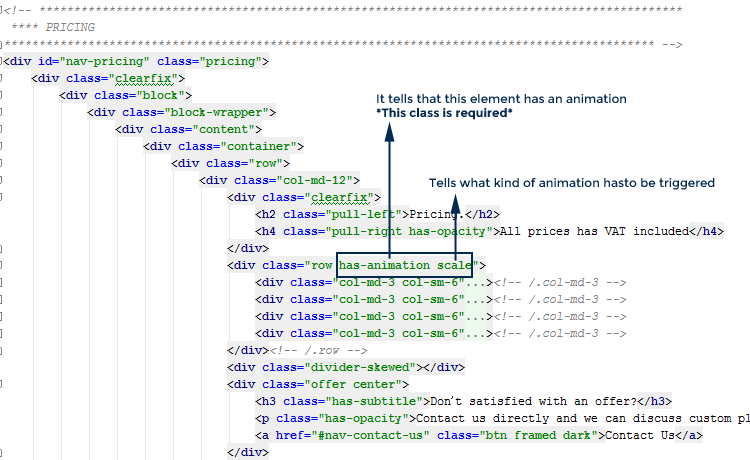 <!-- ********************************************************************************************
**** PRICING
********************************************************************************************* -->
<div id="nav-pricing" class="pricing">
<div class="clearfix">
<div class="block">
<div class="block-wrapper">
<div class="content">
<div class="container">
<div class="row">
<div class="col-md-12">
<div class="clearfix">
<h2 class="pull-left">Pricing.</h2>
<h4 class="pull-right has-opacity">All prices has VAT included</h4>
</div>
<div class="row has-animation scale">
<div class="col-md-3 col-sm-6"...><!-- /.col-md-3 -->
<div class="col-md-3 col-sm-6"...><!-- /.col-md-3 -->
<div class="col-md-3 col-sm-6"...><!-- /.col-md-3 -->
<div class="col-md-3 col-sm-6"...><!-- /.col-md-3 -->
</div><!-- /.row -->
<div class="divider-skewed"></div>
<div class="offer center">
<h3 class="has-subtitle">Don't satisfied with an offer?</h3>
<p class="has-opacity">Contact us directly and we can discuss custom pl
<a href="#nav-contact-us" class="btn framed dark">Contact Us</a>
</div>
It tells that this element has an animation
*This class is required*
Tells what kind of animation hasto be triggered